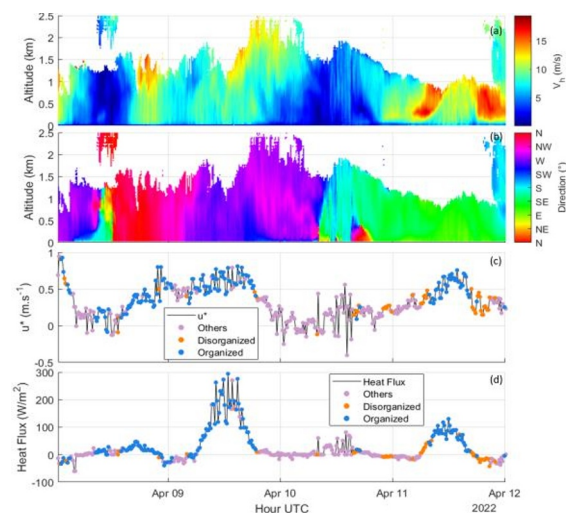 2.5
2
1.5
1
0.5
0
Altitude (km)
(a)
15
10
5
V_h (m/s)
2.5
2
1.5
1
0.5
0
Altitude (km)
(b)
N
NW
W
SW
S
SE
E
NE
N
Direction (°)
1
0.5
0
-0.5
u* (m.s⁻¹)
(c)
u*
Others
Disorganized
Organized
300
200
100
0
-100
Heat Flux (W/m²)
(d)
Heat Flux
Others
Disorganized
Organized
Apr 09 Apr 10 Apr 11 Apr 12
Hour UTC 2022